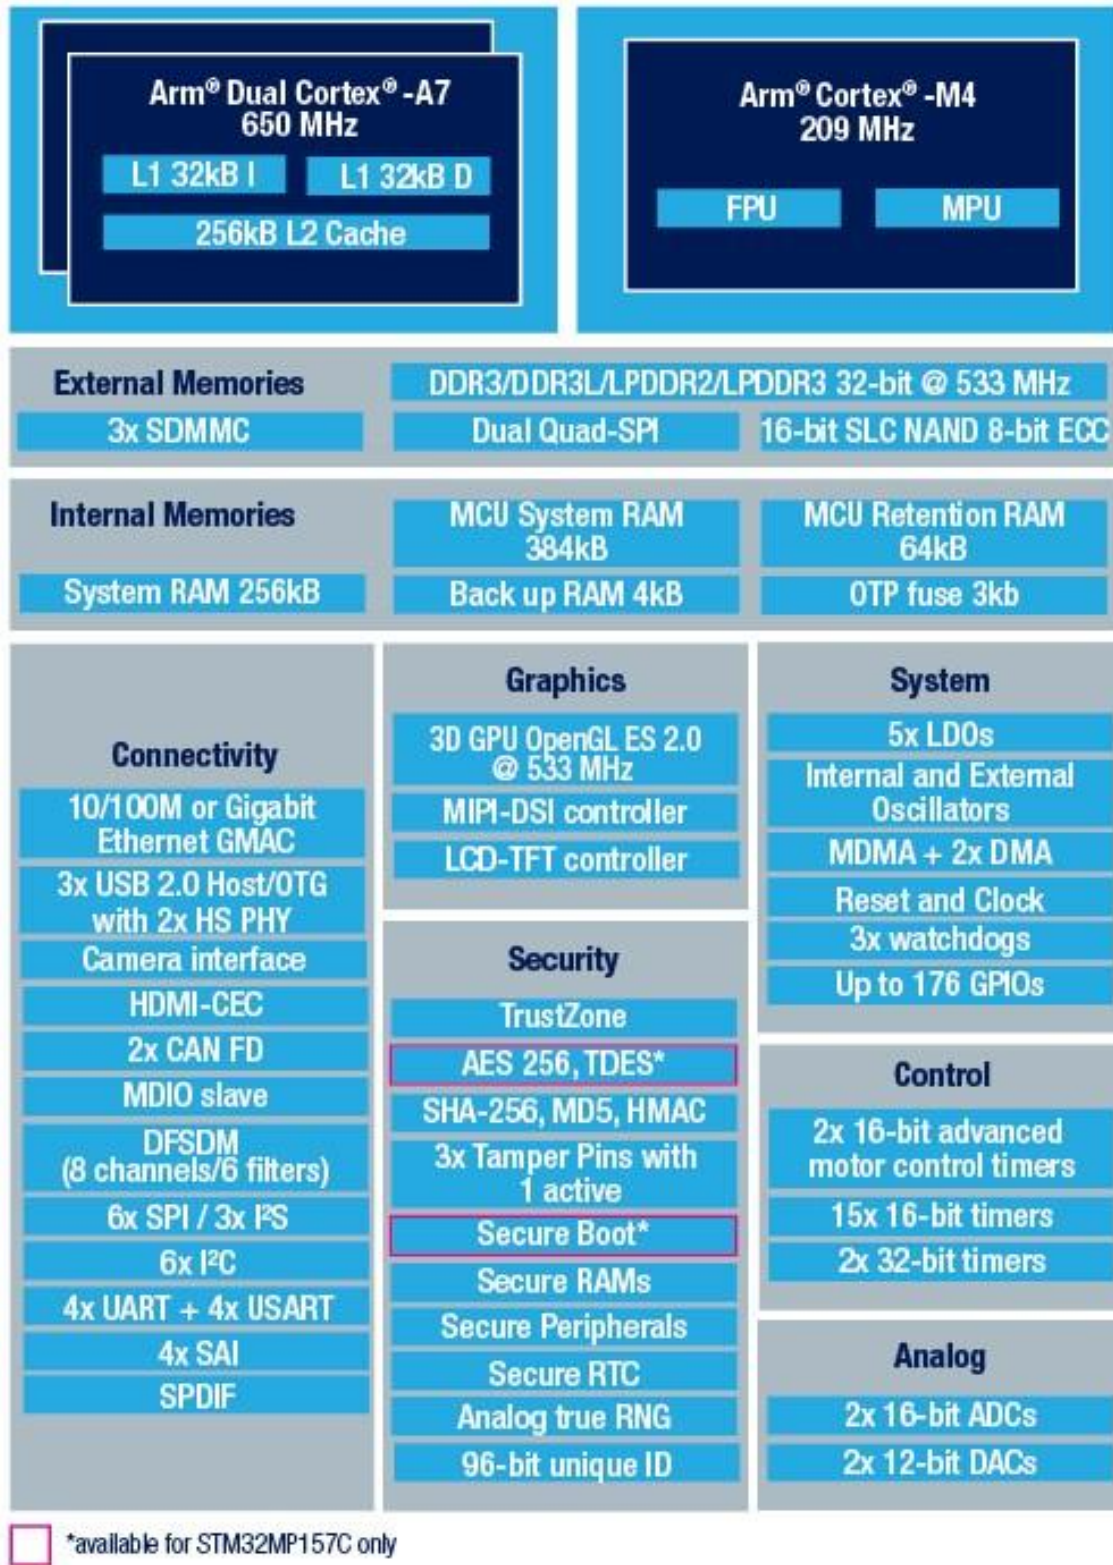 Arm® Dual Cortex® -A7
650 MHz
L1 32kB I
L1 32kB D
256kB L2 Cache
Arm® Cortex® -M4
209 MHz
FPU
MPU
External Memories
DDR3/DDR3L/LPDDR2/LPDDR3 32-bit @ 533 MHz
3x SDMMC
Dual Quad-SPI
16-bit SLC NAND 8-bit ECC
Internal Memories
MCU System RAM
384kB
MCU Retention RAM
64kB
System RAM 256kB
Back up RAM 4kB
OTP fuse 3kb
Connectivity
10/100M or Gigabit
Ethernet GMAC
3x USB 2.0 Host/OTG
with 2x HS PHY
Camera interface
HDMI-CEC
2x CAN FD
MDIO slave
DFSDM
(8 channels/6 filters)
6x SPI / 3x I²S
6x I²C
4x UART + 4x USART
4x SAI
SPDIF
Graphics
3D GPU OpenGL ES 2.0
@ 533 MHz
MIPI-DSI controller
LCD-TFT controller
Security
TrustZone
AES 256, TDES*
SHA-256, MD5, HMAC
3x Tamper Pins with
1 active
Secure Boot*
Secure RAMs
Secure Peripherals
Secure RTC
Analog true RNG
96-bit unique ID
System
5x LDOs
Internal and External
Oscillators
MDMA + 2x DMA
Reset and Clock
3x watchdogs
Up to 176 GPIOs
Control
2x 16-bit advanced
motor control timers
15x 16-bit timers
2x 32-bit timers
Analog
2x 16-bit ADCs
2x 12-bit DACs
*available for STM32MP157C only